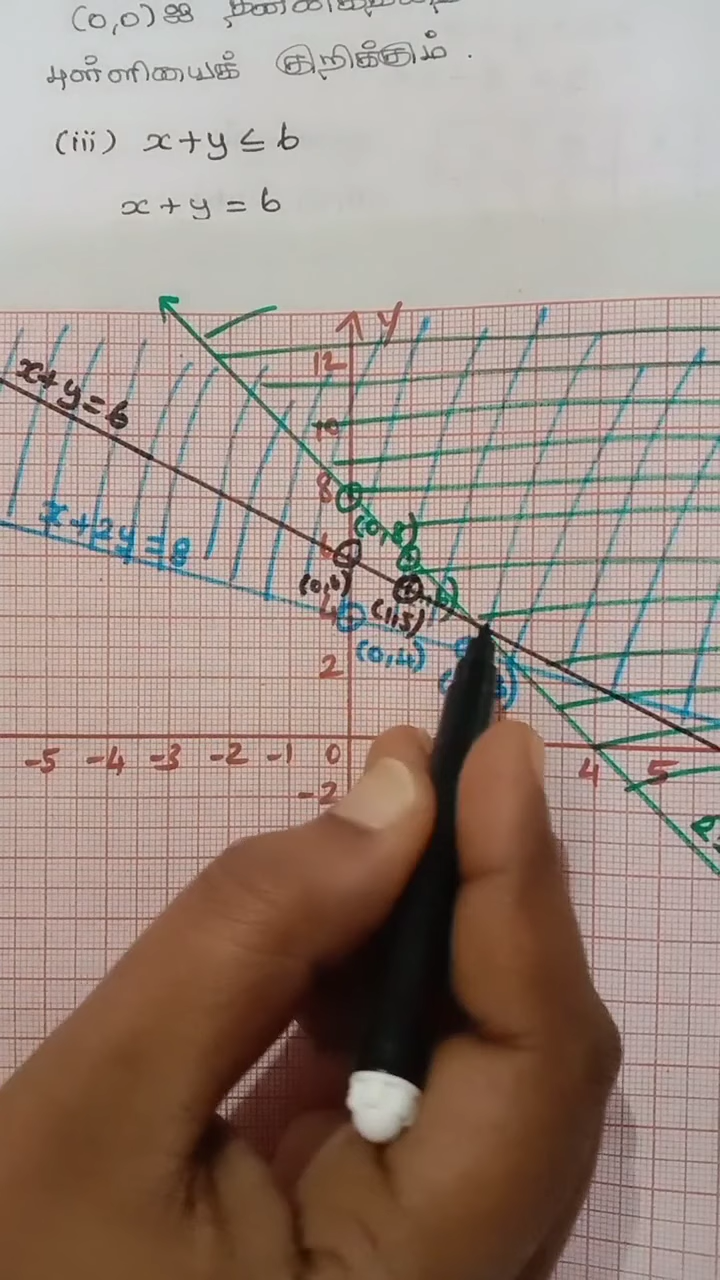 (0,0) ஐ
புள்ளியைக் குறிக்கும்.
(iii) x+y ≤ 6
x + y = 6
Y
12
x+y=6
10
8
(0,8)
x+2y=8
6
(0,6)
(1,5)
4
(0,4)
2
-5 -4 -3 -2 -1 0 4 5
-2